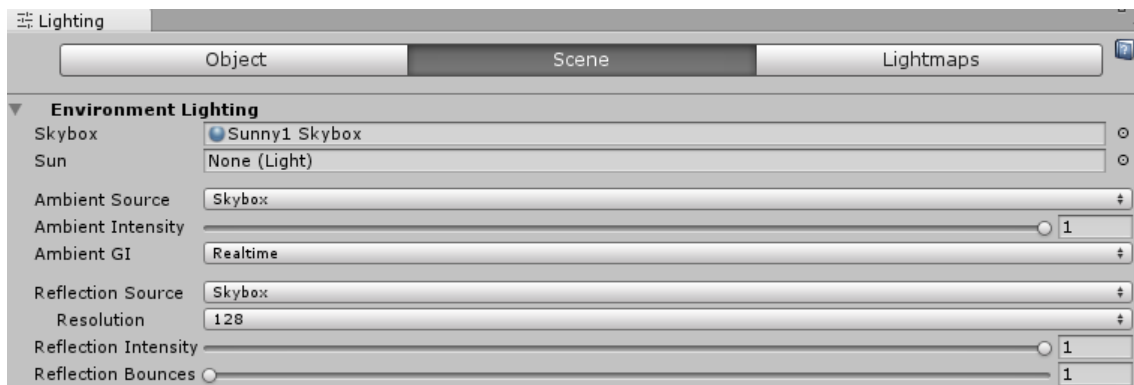 Lighting
Object Scene Lightmaps
Environment Lighting
Skybox Sunny1 Skybox
Sun None (Light)
Ambient Source Skybox
Ambient Intensity 1
Ambient GI Realtime
Reflection Source Skybox
Resolution 128
Reflection Intensity 1
Reflection Bounces 1